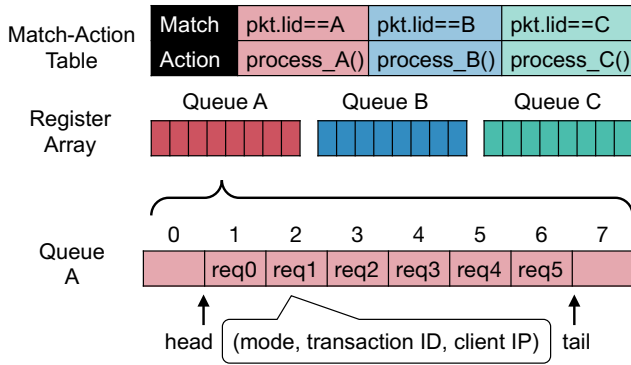 Match-Action Table
Match pkt.lid==A pkt.lid==B pkt.lid==C
Action process_A() process_B() process_C()
Queue A Queue B Queue C
Register Array
0 1 2 3 4 5 6 7
Queue A
req0 req1 req2 req3 req4 req5
head (mode, transaction ID, client IP) tail